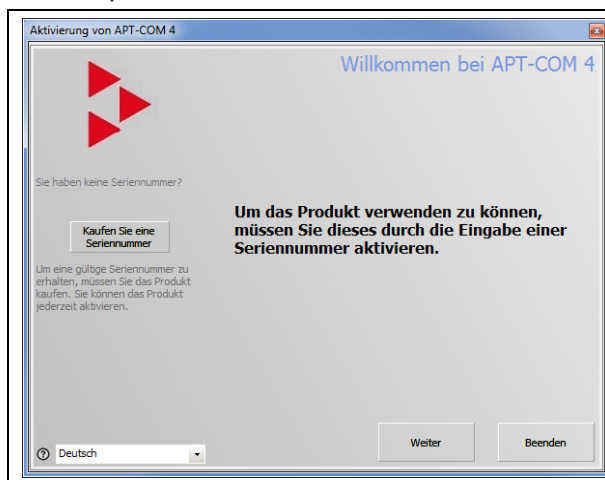 Aktivierung von APT-COM 4
Willkommen bei APT-COM 4
Sie haben keine Seriennummer?
Kaufen Sie eine
Seriennummer
Um eine gültige Seriennummer zu
erhalten, müssen Sie das Produkt
kaufen. Sie können das Produkt
jederzeit aktivieren.
Um das Produkt verwenden zu können,
müssen Sie dieses durch die Eingabe einer
Seriennummer aktivieren.
Deutsch
Weiter
Beenden